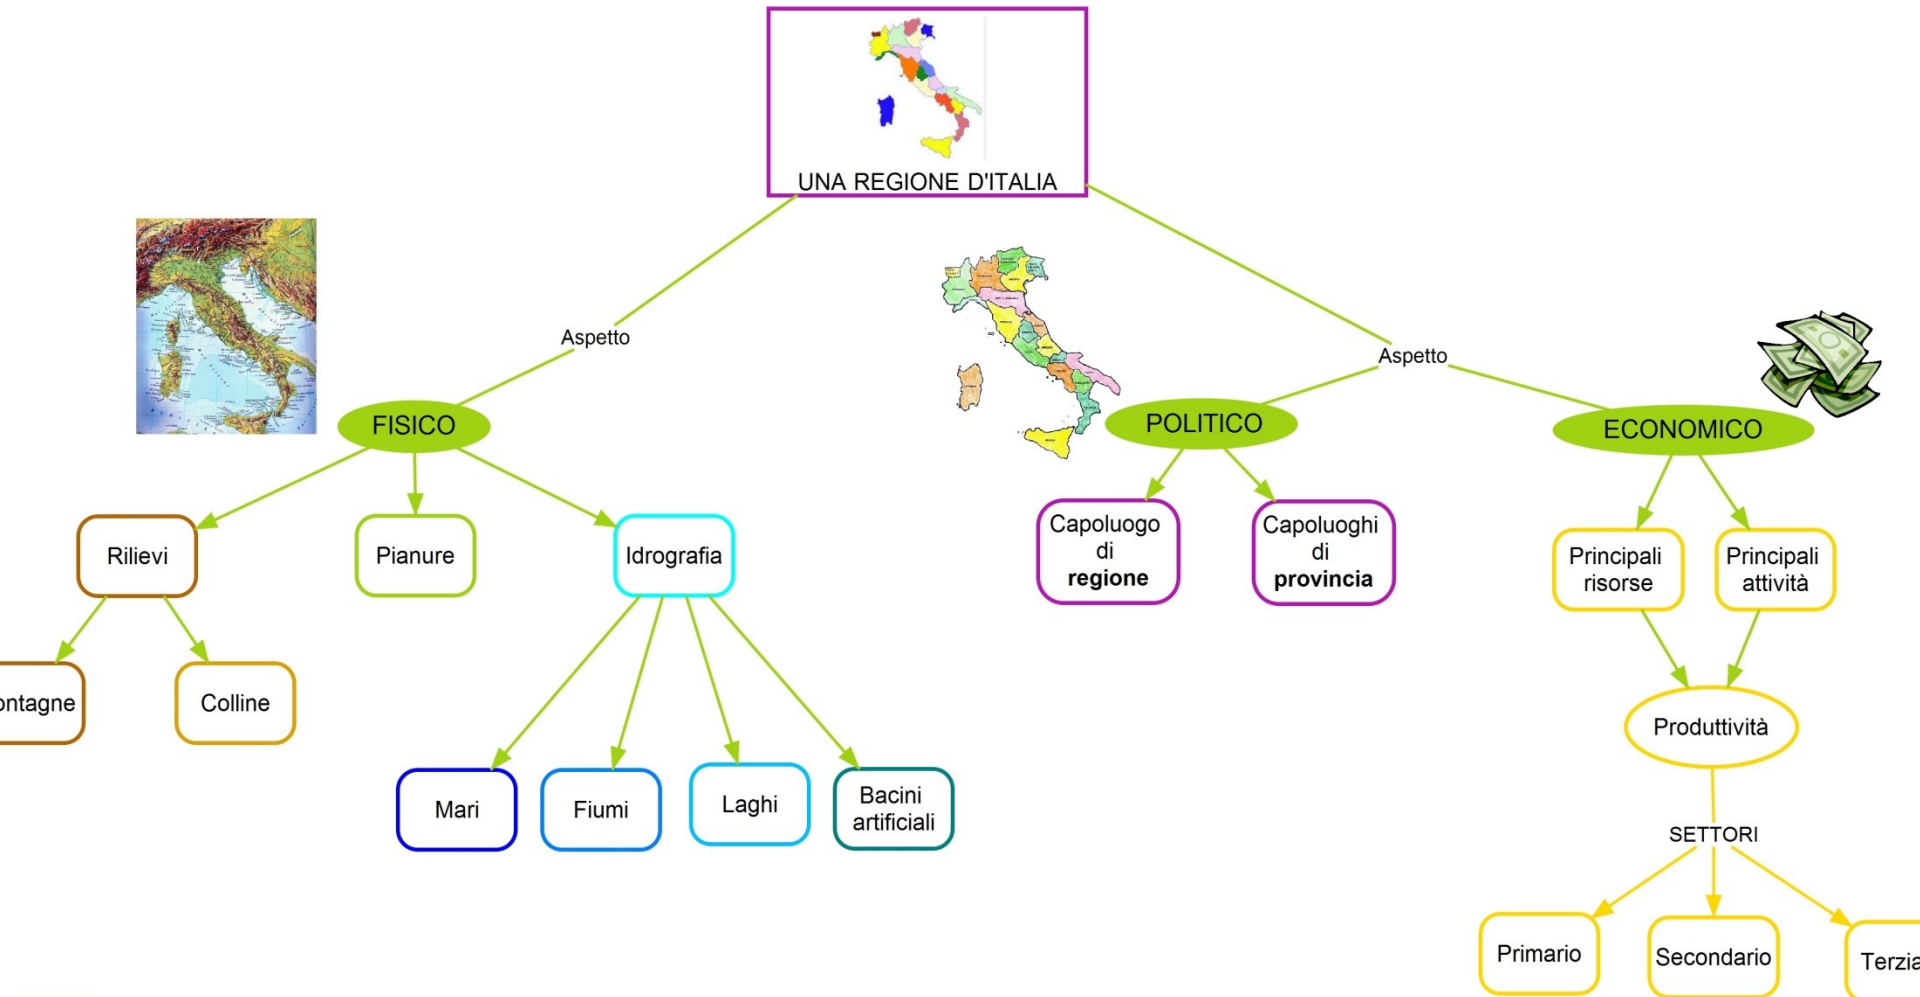 UNA REGIONE D'ITALIA
Aspetto
Aspetto
FISICO
POLITICO
ECONOMICO
Rilievi
Pianure
Idrografia
Capoluogo
di
regione
Capoluoghi
di
provincia
Principali
risorse
Principali
attività
ontagne
Colline
Produttività
Mari
Fiumi
Laghi
Bacini
artificiali
SETTORI
Primario
Secondario
Terzia